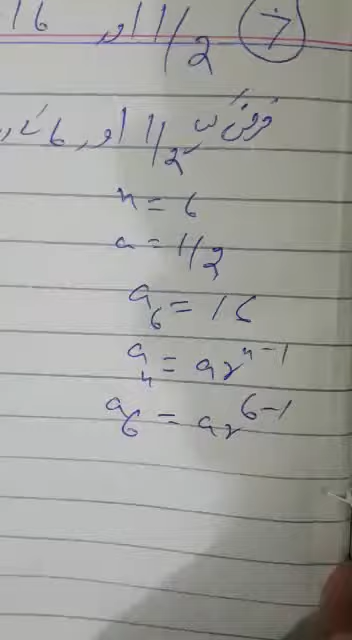 7 1/2 اور 16
فرض 1/2 اور
n = 6
a = 1/2
a₆ = 16
aₙ = ar^n-1
a₆ = ar^6-1